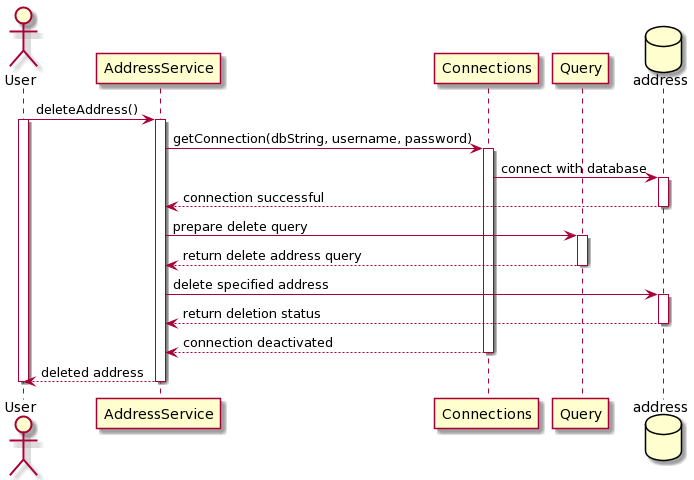 User
AddressService
Connections
Query
address
deleteAddress()
getConnection(dbString, username, password)
connect with database
connection successful
prepare delete query
return delete address query
delete specified address
return deletion status
connection deactivated
deleted address
User
AddressService
Connections
Query
address